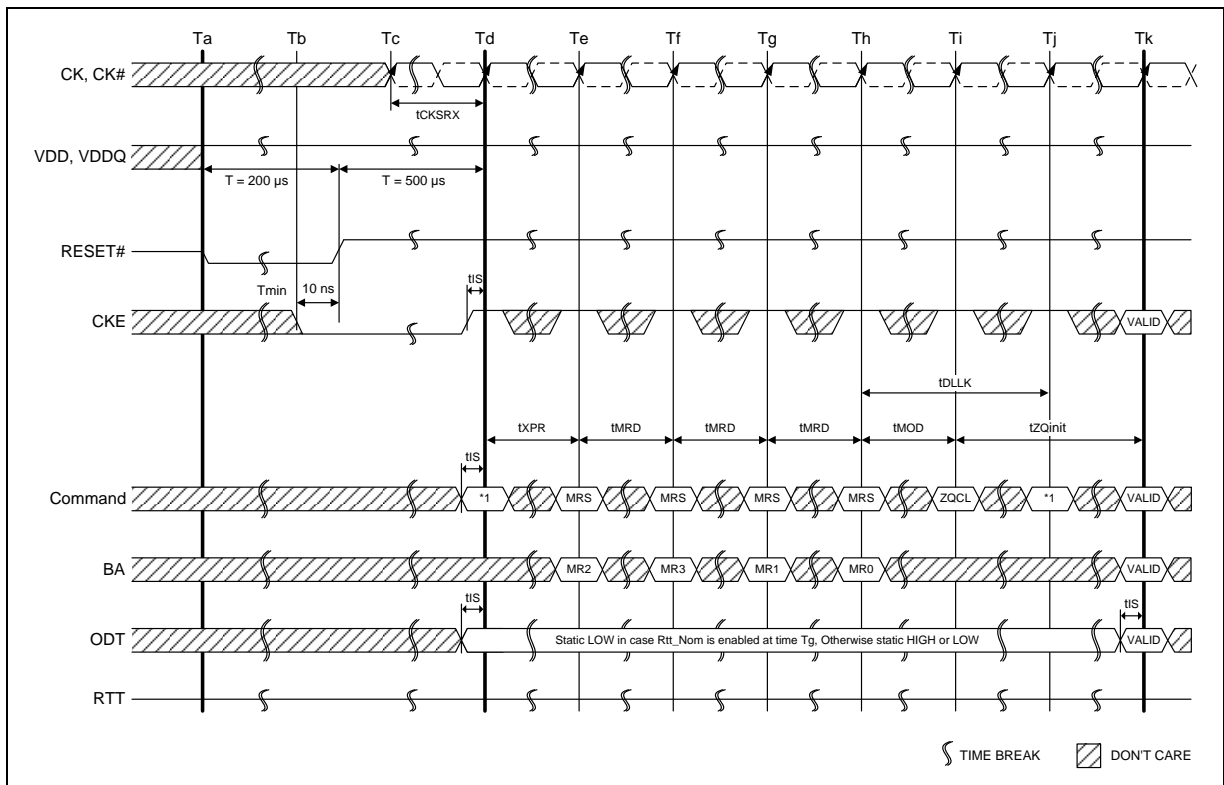 Ta Tb Tc Td Te Tf Tg Th Ti Tj Tk
CK, CK#
tCKSRX
VDD, VDDQ
T = 200 µs T = 500 µs
RESET#
tIS
Tmin 10 ns
CKE VALID
tDLLK
tXPR tMRD tMRD tMRD tMOD tZQinit
tIS
Command *1 MRS MRS MRS MRS ZQCL *1 VALID
BA MR2 MR3 MR1 MR0 VALID
tIS tIS
ODT Static LOW in case Rtt_Nom is enabled at time Tg, Otherwise static HIGH or LOW VALID
RTT
TIME BREAK DON'T CARE